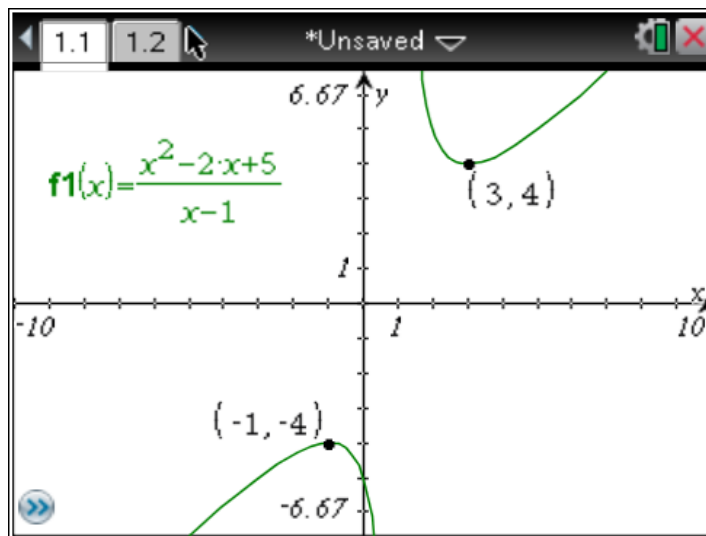 1.1 1.2 *Unsaved
6.67 y
f1(x)=(x²-2·x+5)/(x-1)
(3,4)
1
x
-10 1 10
(-1,-4)
-6.67